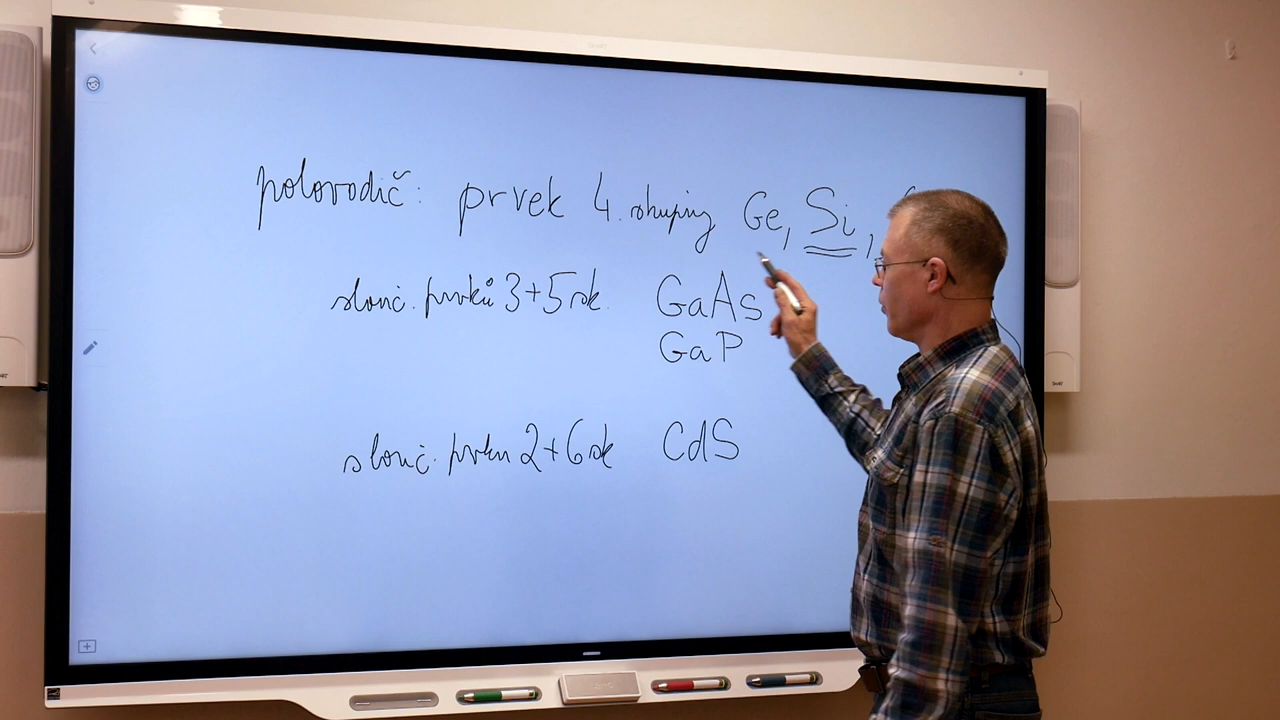 polovodič: prvek 4. skupiny Ge, Si,
slouč. prvků 3+5 sk. GaAs
GaP
slouč. prvku 2+6 sk CdS